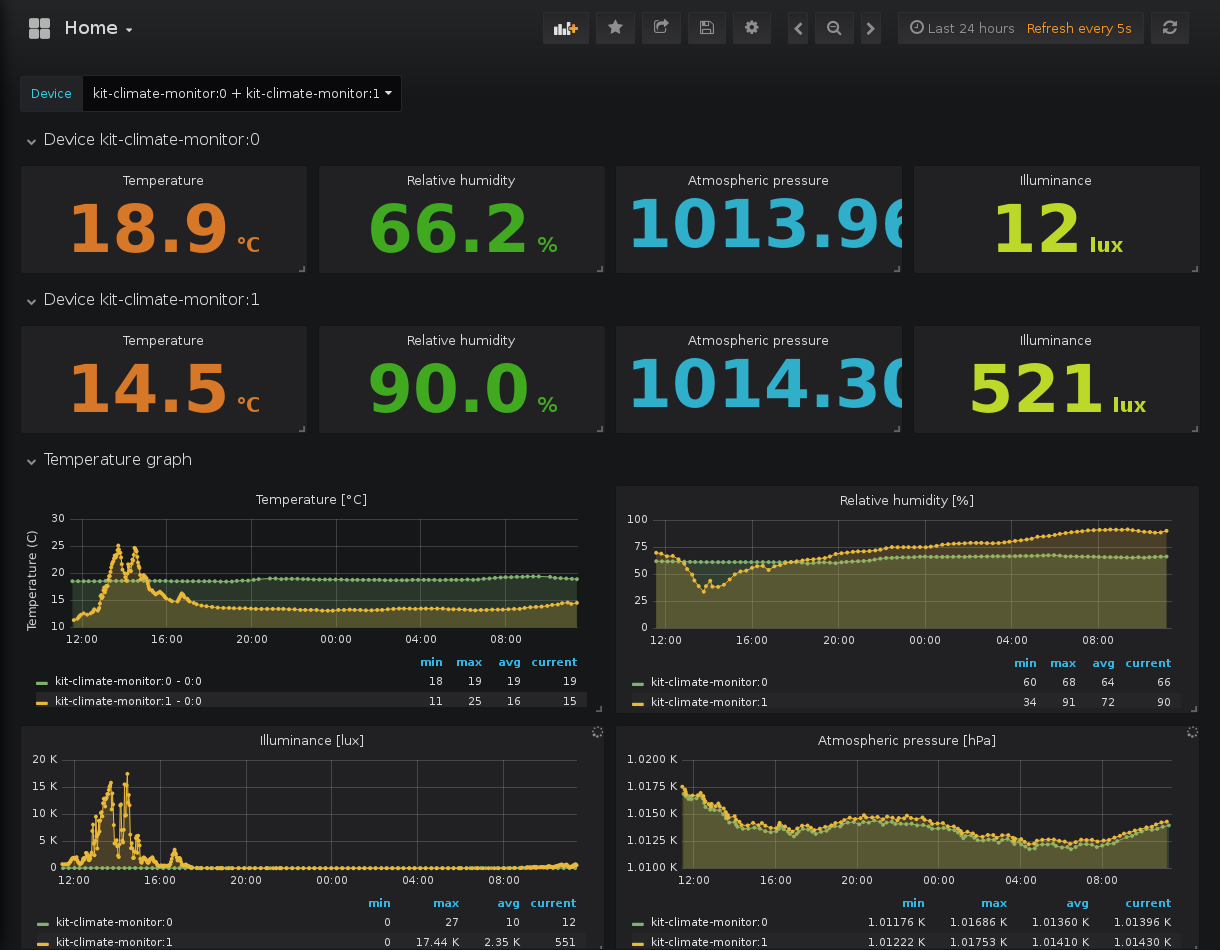 Home
Last 24 hours Refresh every 5s
Device kit-climate-monitor:0 + kit-climate-monitor:1
Device kit-climate-monitor:0
Temperature Relative humidity Atmospheric pressure Illuminance
18.9 °C 66.2 % 1013.96 12 lux
Device kit-climate-monitor:1
Temperature Relative humidity Atmospheric pressure Illuminance
14.5 °C 90.0 % 1014.30 521 lux
Temperature graph
Temperature [°C]
Temperature (C)
30
25
20
15
10
12:00 16:00 20:00 00:00 04:00 08:00
min max avg current
kit-climate-monitor:0 - 0:0 18 19 19 19
kit-climate-monitor:1 - 0:0 11 25 16 15
Relative humidity [%]
100
75
50
25
0
12:00 16:00 20:00 00:00 04:00 08:00
min max avg current
kit-climate-monitor:0 60 68 64 66
kit-climate-monitor:1 34 91 72 90
Illuminance [lux]
20 K
15 K
10 K
5 K
0
12:00 16:00 20:00 00:00 04:00 08:00
min max avg current
kit-climate-monitor:0 0 27 10 12
kit-climate-monitor:1 0 17.44 K 2.35 K 551
Atmospheric pressure [hPa]
1.0200 K
1.0175 K
1.0150 K
1.0125 K
1.0100 K
12:00 16:00 20:00 00:00 04:00 08:00
min max avg current
kit-climate-monitor:0 1.01176 K 1.01686 K 1.01360 K 1.01396 K
kit-climate-monitor:1 1.01222 K 1.01753 K 1.01410 K 1.01430 K